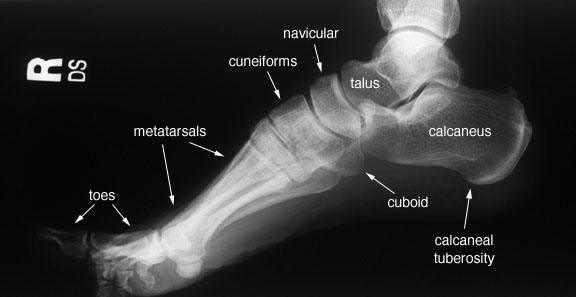 R
DS
navicular
cuneiforms
talus
metatarsals
calcaneus
toes
cuboid
calcaneal
tuberosity